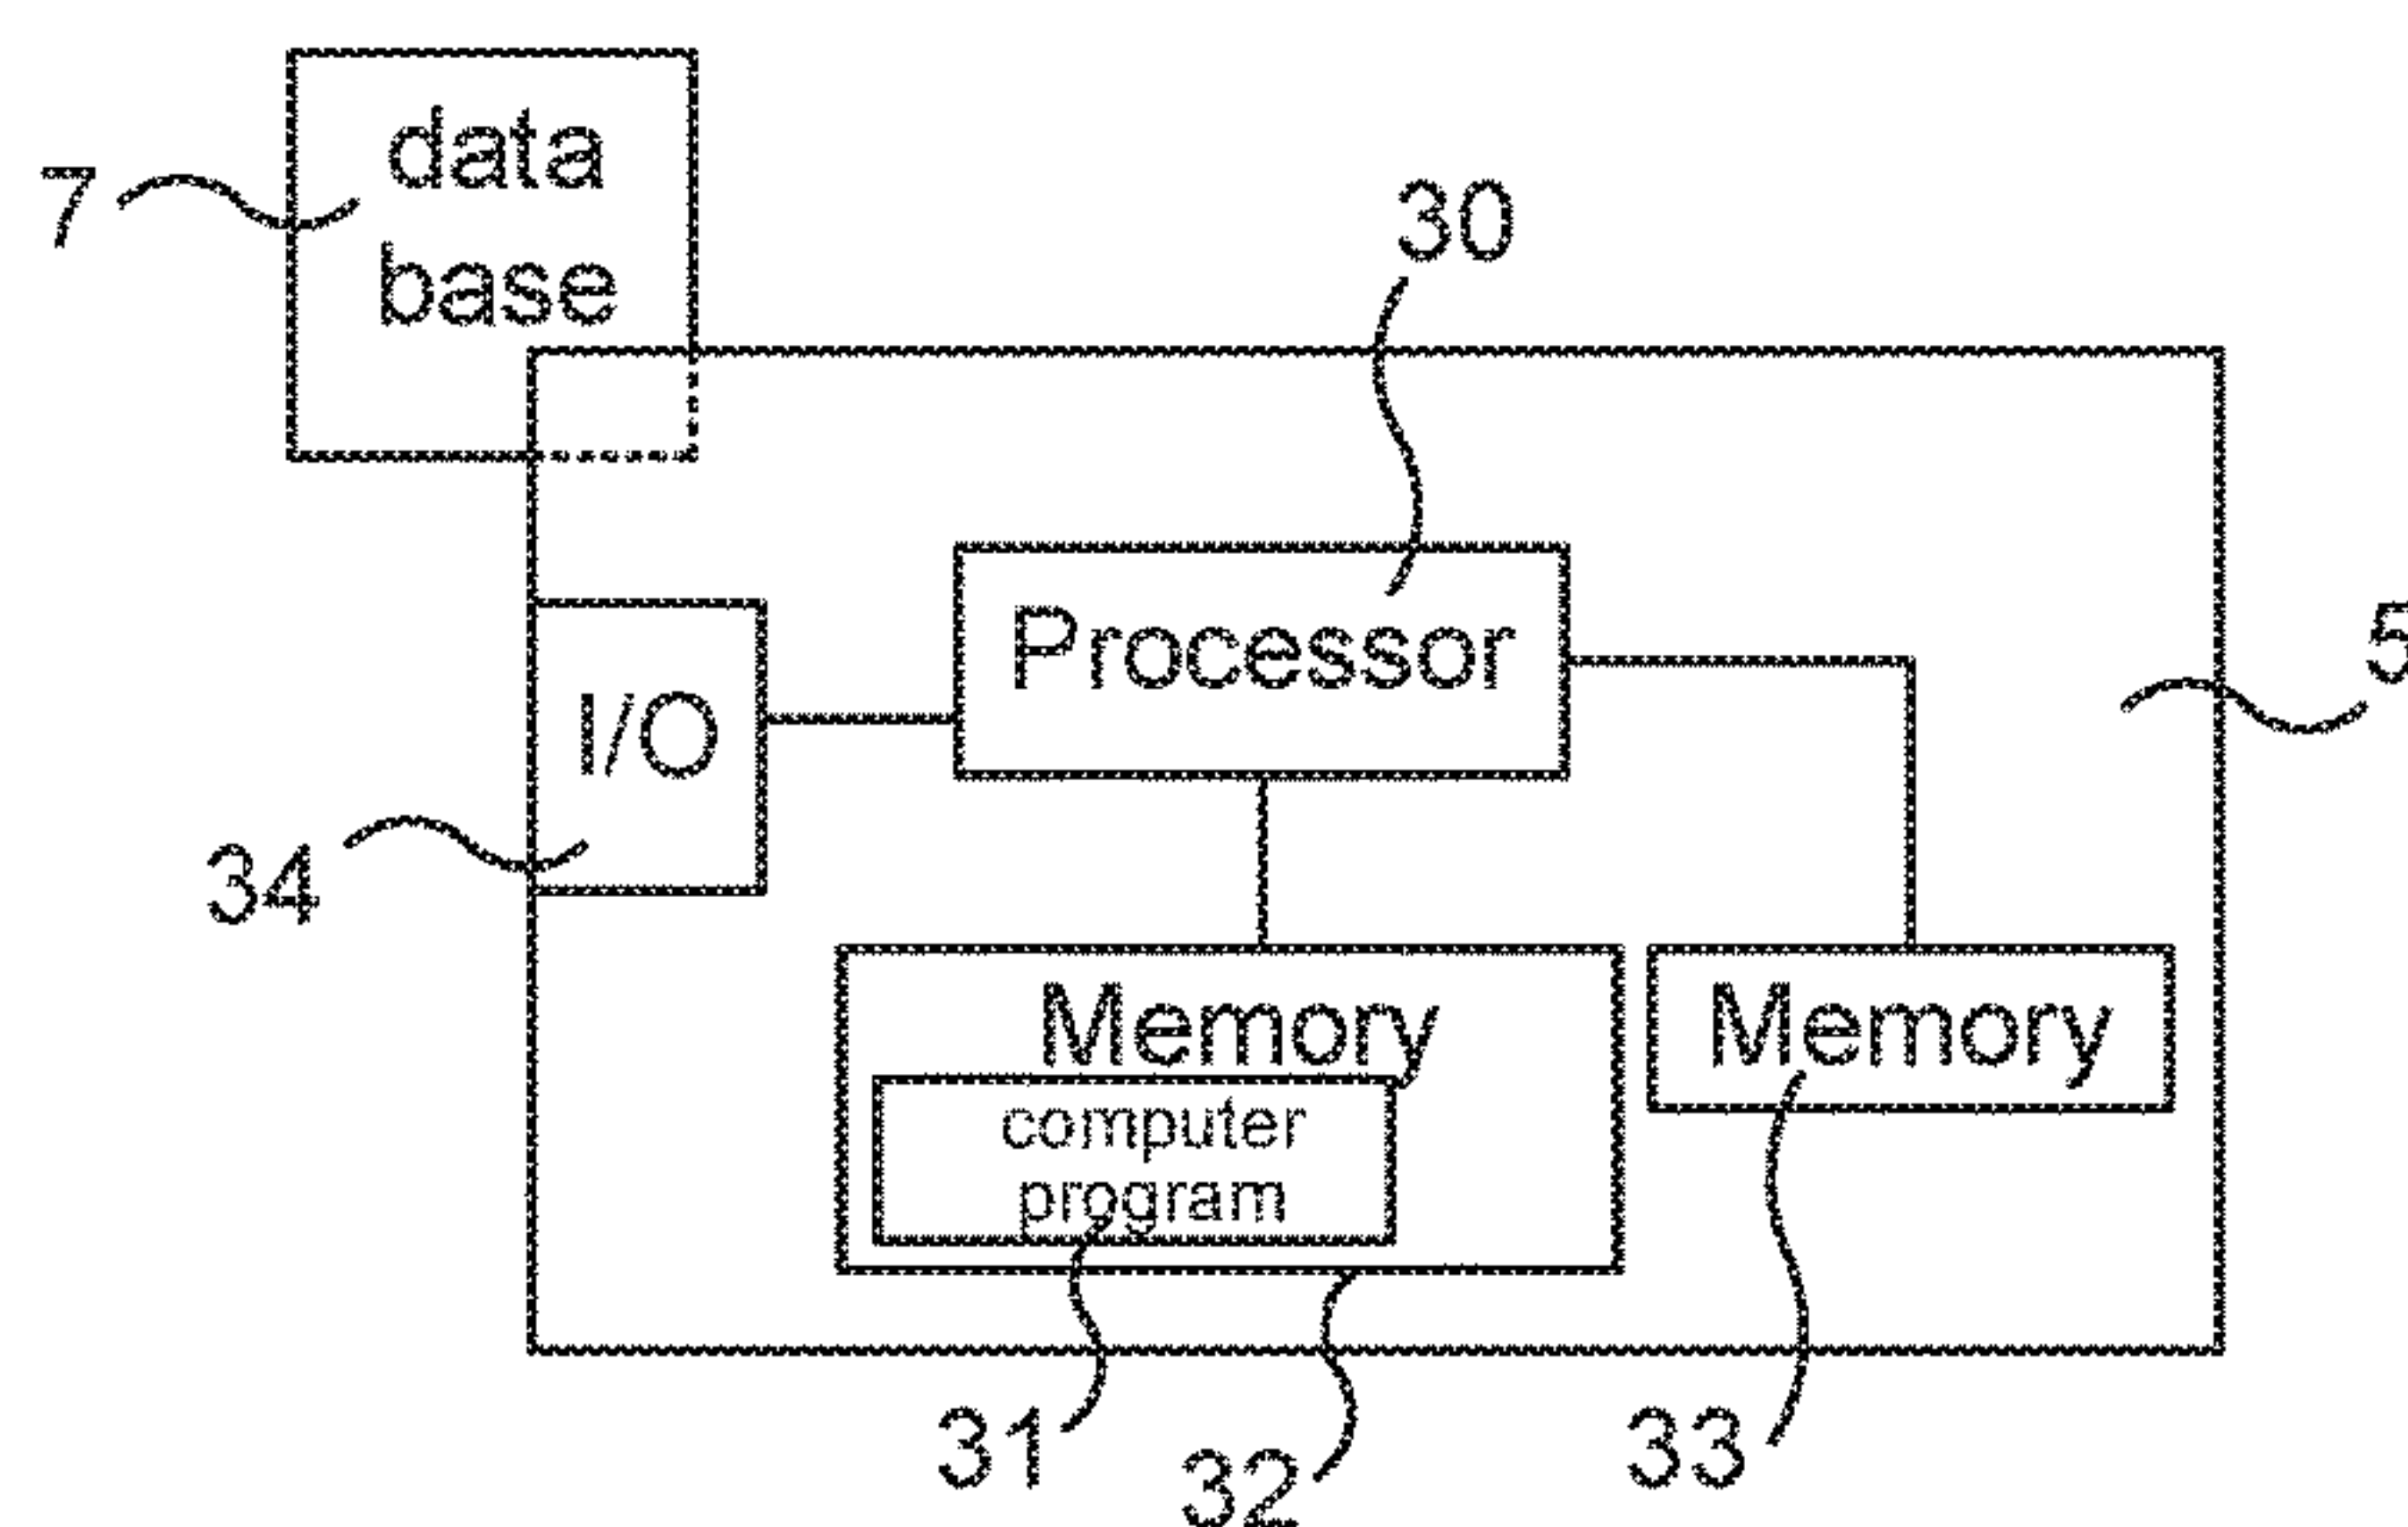 data
base
7
30
Processor
5
I/O
34
Memory
Memory
computer
program
31
32
33